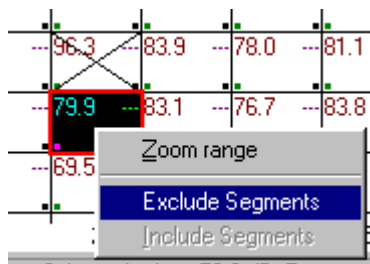 --- 96.3 --- 83.9 --- 78.0 --- 81.1
--- 79.9 --- 83.1 --- 76.7 --- 83.8
--- 69.5
Zoom range
Exclude Segments
Include Segments